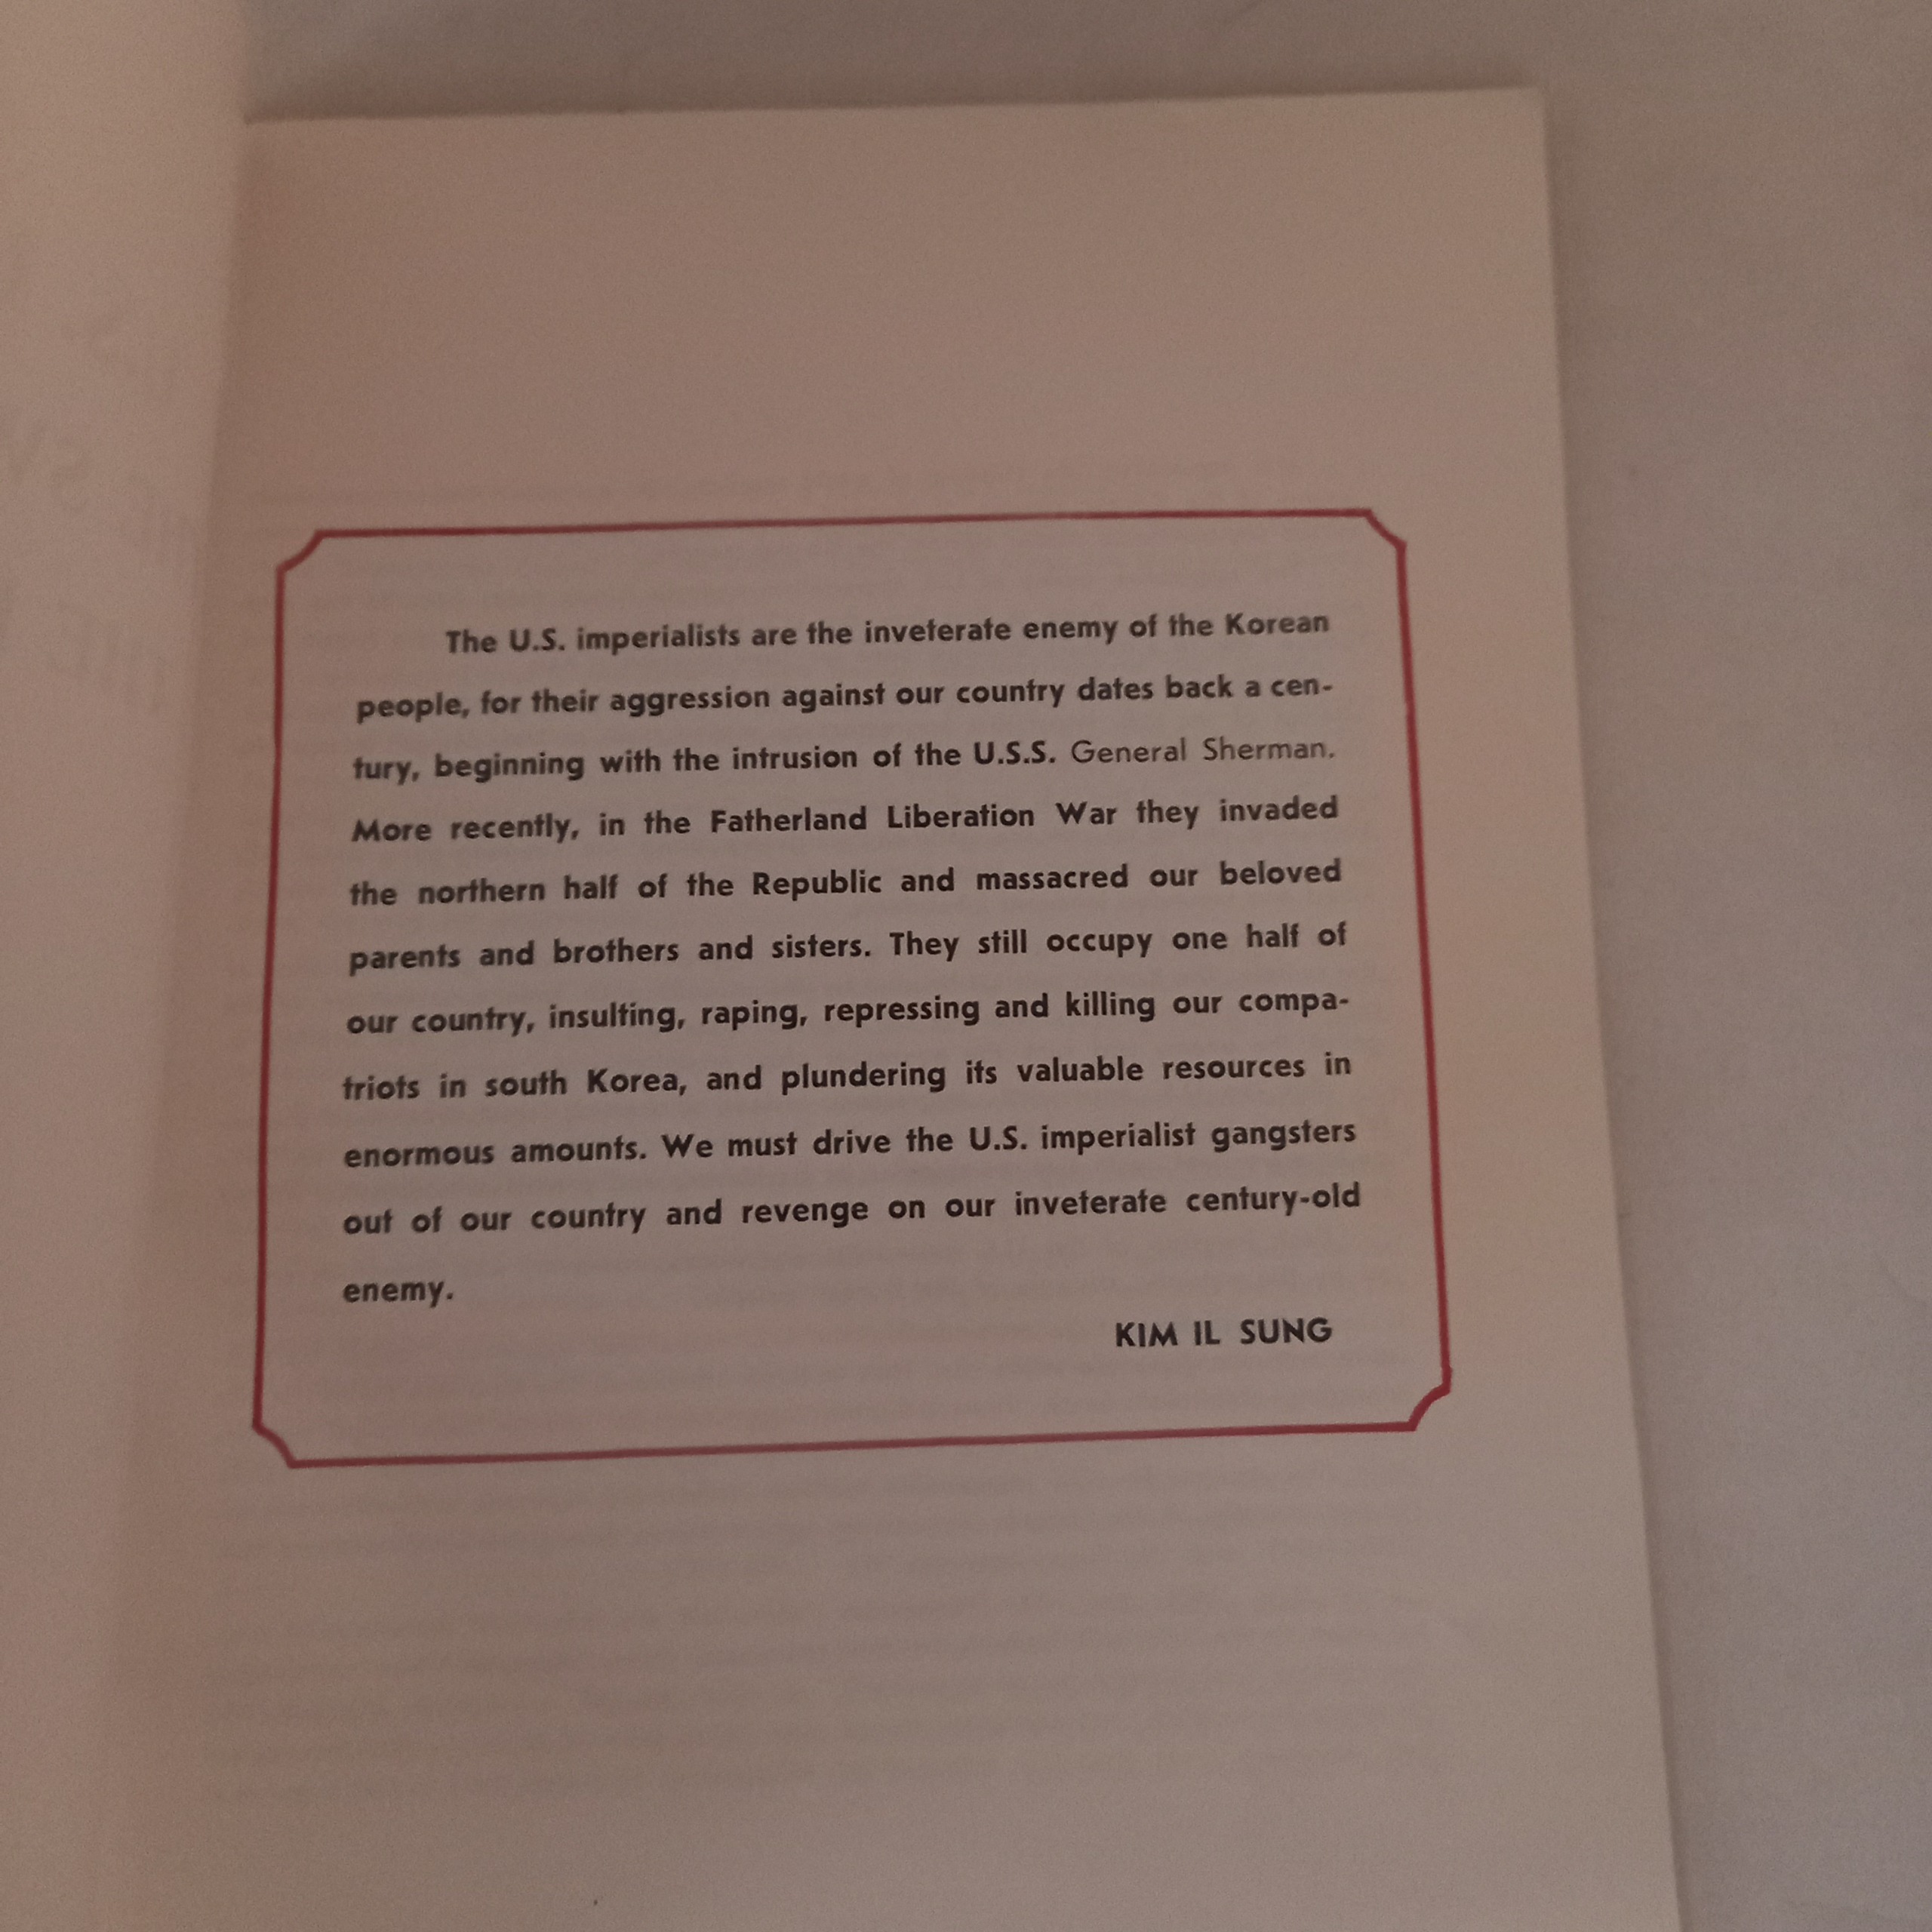 The U.S. imperialists are the inveterate enemy of the Korean
people, for their aggression against our country dates back a cen-
tury, beginning with the intrusion of the U.S.S. General Sherman.
More recently, in the Fatherland Liberation War they invaded
the northern half of the Republic and massacred our beloved
parents and brothers and sisters. They still occupy one half of
our country, insulting, raping, repressing and killing our compa-
triots in south Korea, and plundering its valuable resources in
enormous amounts. We must drive the U.S. imperialist gangsters
out of our country and revenge on our inveterate century-old
enemy.
KIM IL SUNG